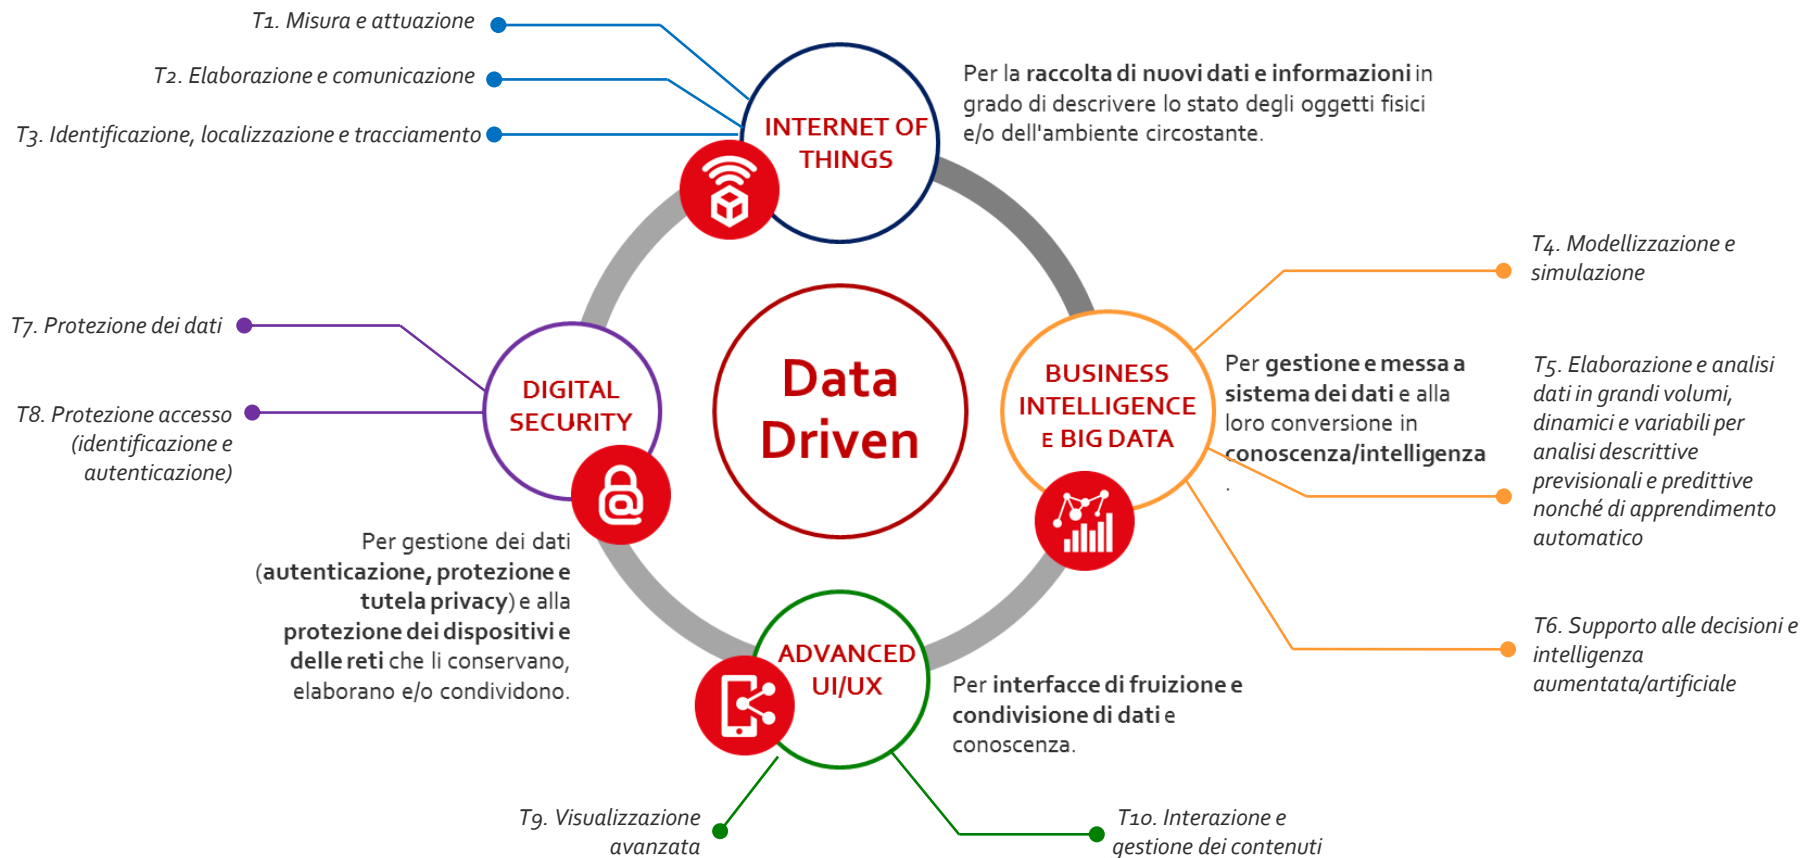 T1. Misura e attuazione
T2. Elaborazione e comunicazione
T3. Identificazione, localizzazione e tracciamento
INTERNET OF
THINGS
Per la raccolta di nuovi dati e informazioni in
grado di descrivere lo stato degli oggetti fisici
e/o dell'ambiente circostante.
T4. Modellizzazione e
simulazione
T7. Protezione dei dati
T8. Protezione accesso
(identificazione e
autenticazione)
DIGITAL
SECURITY
Data
Driven
BUSINESS
INTELLIGENCE
E BIG DATA
Per gestione e messa a
sistema dei dati e alla
loro conversione in
conoscenza/intelligenza
.
T5. Elaborazione e analisi
dati in grandi volumi,
dinamici e variabili per
analisi descrittive
previsionali e predittive
nonché di apprendimento
automatico
Per gestione dei dati
(autenticazione, protezione e
tutela privacy) e alla
protezione dei dispositivi e
delle reti che li conservano,
elaborano e/o condividono.
ADVANCED
UI/UX
Per interfacce di fruizione e
condivisione di dati e
conoscenza.
T6. Supporto alle decisioni e
intelligenza
aumentata/artificiale
T9. Visualizzazione
avanzata
T10. Interazione e
gestione dei contenuti